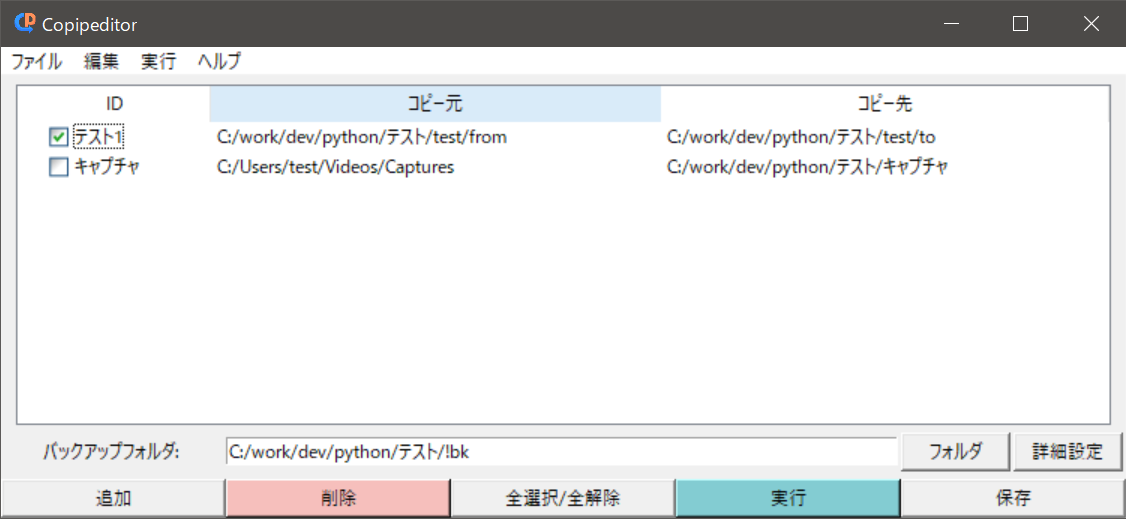 Copipeditor
ファイル 編集 実行 ヘルプ
ID コピー元 コピー先
テスト1 C:/work/dev/python/テスト/test/from C:/work/dev/python/テスト/test/to
キャプチャ C:/Users/test/Videos/Captures C:/work/dev/python/テスト/キャプチャ
バックアップフォルダ: C:/work/dev/python/テスト/!bk フォルダ 詳細設定
追加 削除 全選択/全解除 実行 保存